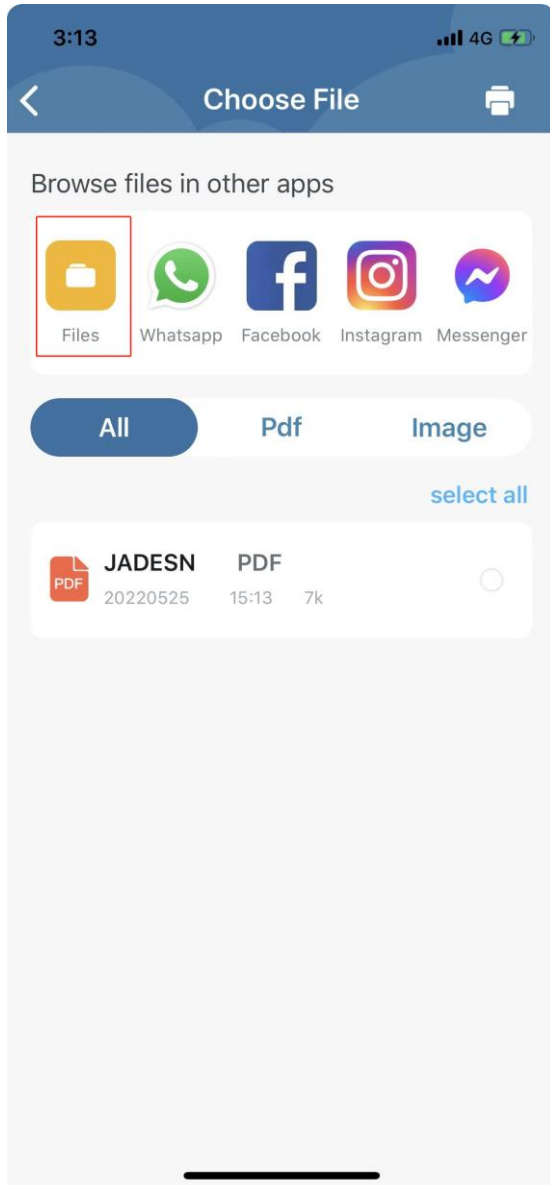 3:13 4G
Choose File
Browse files in other apps
Files Whatsapp Facebook Instagram Messenger
All Pdf Image
select all
JADESN PDF
PDF
20220525 15:13 7k